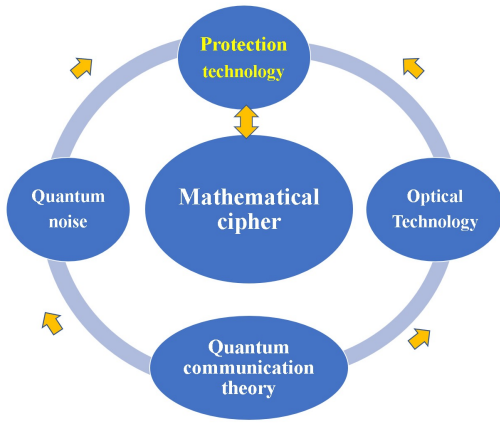 Protection
technology
Quantum
noise
Mathematical
cipher
Optical
Technology
Quantum
communication
theory